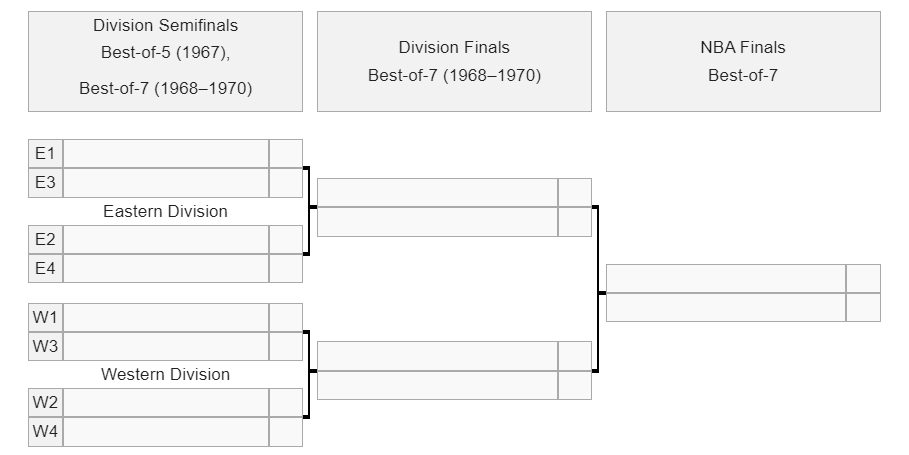 Division Semifinals
Best-of-5 (1967),
Best-of-7 (1968–1970)
Division Finals
Best-of-7 (1968–1970)
NBA Finals
Best-of-7
E1
E3
Eastern Division
E2
E4
W1
W3
Western Division
W2
W4